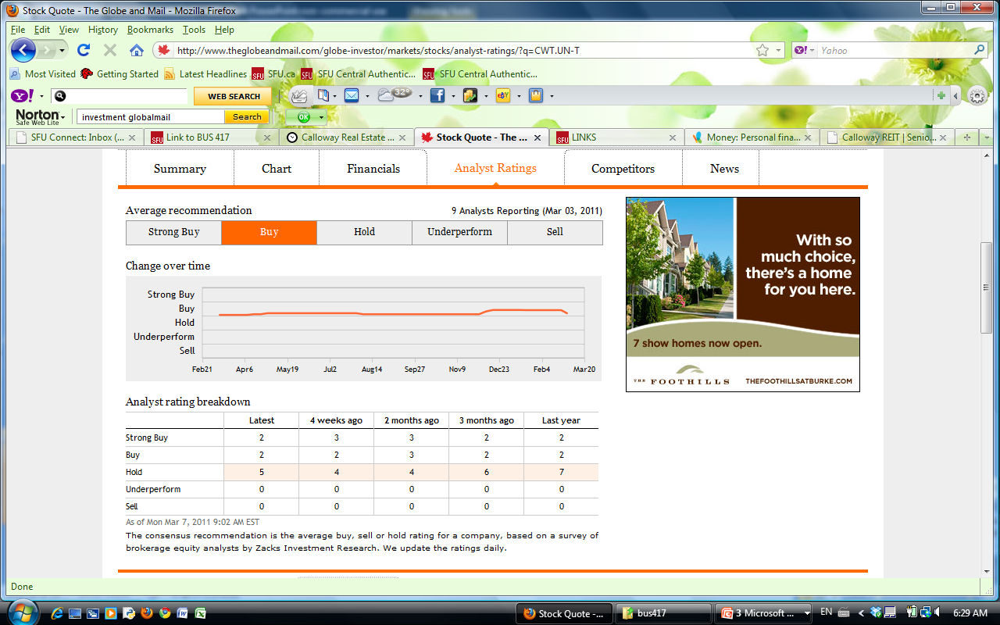 Stock Quote - The Globe and Mail - Mozilla Firefox
File Edit View History Bookmarks Tools Help
http://www.theglobeandmail.com/globe-investor/markets/stocks/analyst-ratings/?q=CWT.UN-T
Yahoo
Most Visited Getting Started Latest Headlines SFU.ca SFU Central Authentic... SFU Central Authentic...
Y! WEB SEARCH 32°
Norton Safe Web Lite investment globalmail Search OK
SFU Connect: Inbox (... Link to BUS 417 Calloway Real Estate ... Stock Quote - The ... LINKS Money: Personal fina... Calloway REIT | Senio...
Summary Chart Financials Analyst Ratings Competitors News
Average recommendation 9 Analysts Reporting (Mar 03, 2011)
Strong Buy Buy Hold Underperform Sell
Change over time
Strong Buy
Buy
Hold
Underperform
Sell
Feb21 Apr6 May19 Jul2 Aug14 Sep27 Nov9 Dec23 Feb4 Mar20
With so
much choice,
there's a home
for you here.
7 show homes now open.
THE FOOTHILLS THEFOOTHILLSATBURKE.COM
Analyst rating breakdown
Latest 4 weeks ago 2 months ago 3 months ago Last year
Strong Buy 2 3 3 2 2
Buy 2 2 3 2 2
Hold 5 4 4 6 7
Underperform 0 0 0 0 0
Sell 0 0 0 0 0
As of Mon Mar 7, 2011 9:02 AM EST
The consensus recommendation is the average buy, sell or hold rating for a company, based on a survey of
brokerage equity analysts by Zacks Investment Research. We update the ratings daily.
Done
Stock Quote -... bus417 3 Microsoft ... EN 6:29 AM